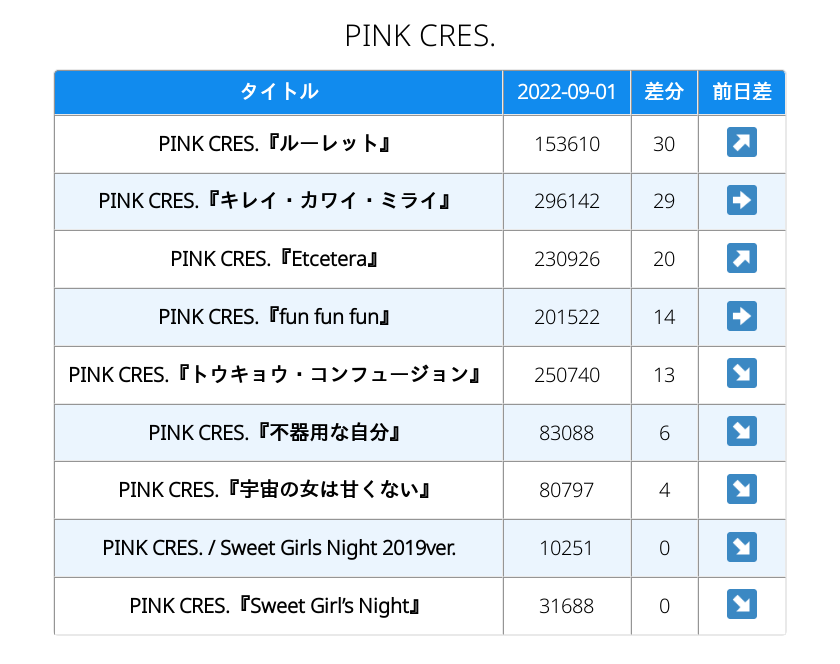 PINK CRES.
タイトル 2022-09-01 差分 前日差
PINK CRES.『ルーレット』 153610 30 ↗
PINK CRES.『キレイ・カワイ・ミライ』 296142 29 ➡
PINK CRES.『Etcetera』 230926 20 ↗
PINK CRES.『fun fun fun』 201522 14 ➡
PINK CRES.『トウキョウ・コンフュージョン』 250740 13 ↘
PINK CRES.『不器用な自分』 83088 6 ↘
PINK CRES.『宇宙の女は甘くない』 80797 4 ↘
PINK CRES. / Sweet Girls Night 2019ver. 10251 0 ↘
PINK CRES.『Sweet Girl’s Night』 31688 0 ↘